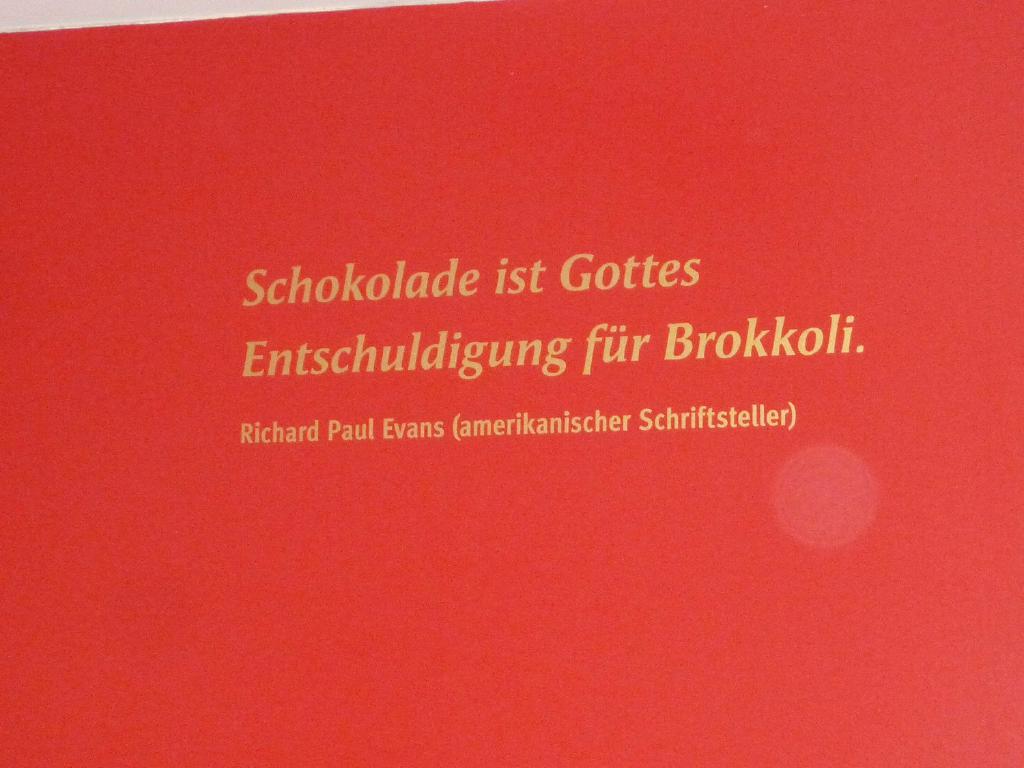 Schokolade ist Gottes
Entschuldigung für Brokkoli.
Richard Paul Evans (amerikanischer Schriftsteller)